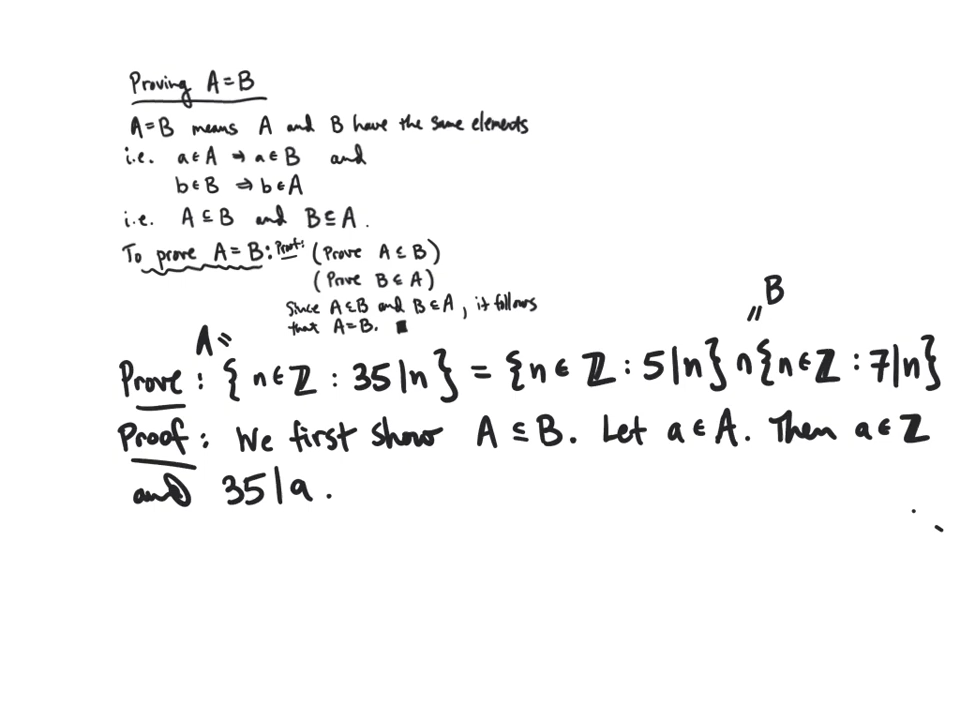 Proving A=B
A=B means A and B have the same elements
i.e. a∈A ⇒ a∈B and
b∈B ⇒ b∈A
i.e. A⊆B and B⊆A.
To prove A=B: Proof: (Prove A⊆B)
(Prove B⊆A)
Since A⊆B and B⊆A, it follows
that A=B. ■
A = B
Prove: {n∈ℤ : 35|n} = {n∈ℤ : 5|n} ∩ {n∈ℤ : 7|n}
Proof: We first show A⊆B. Let a∈A. Then a∈ℤ
and 35|a.